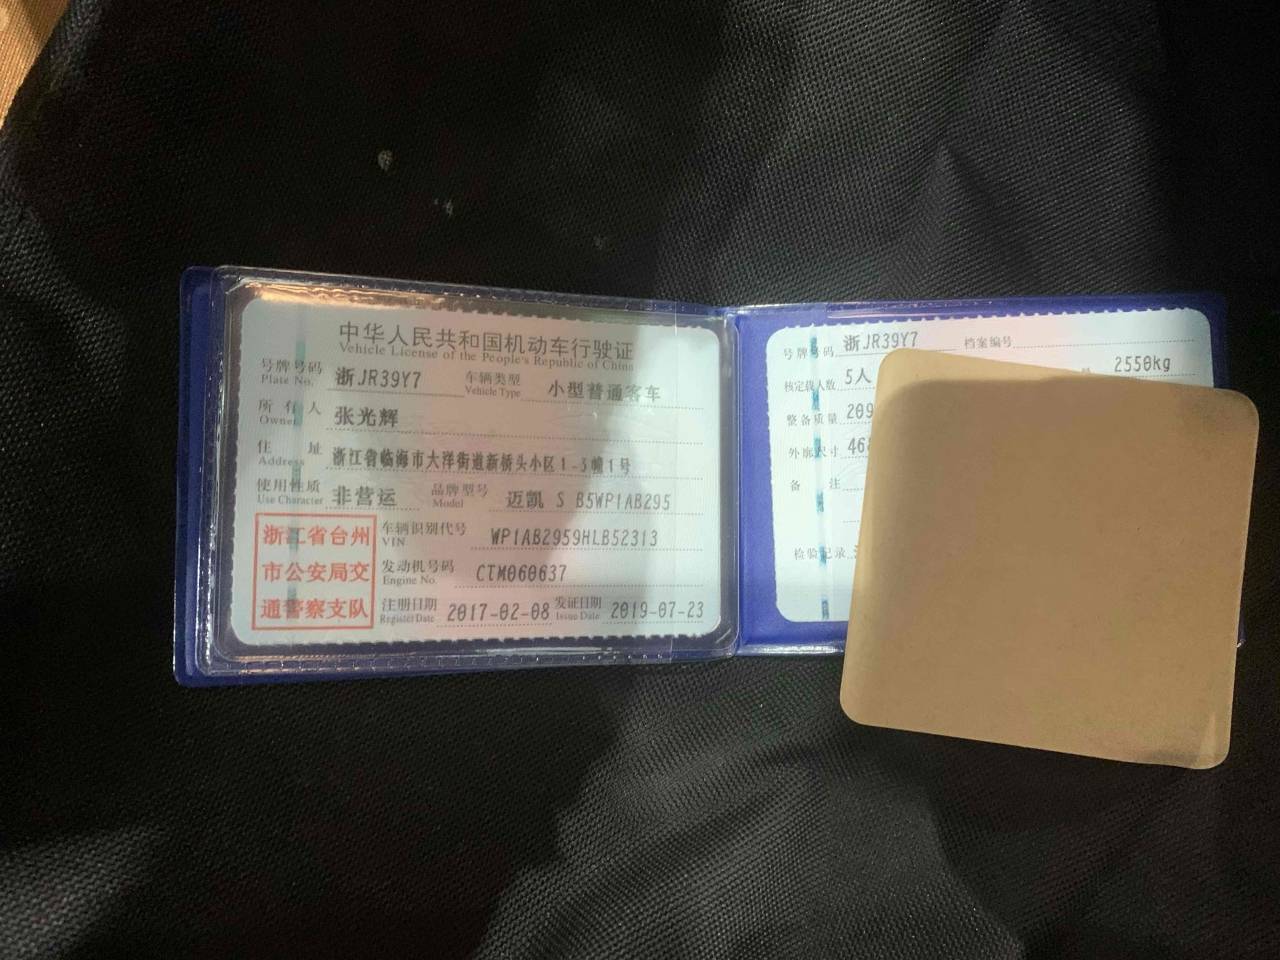 中华人民共和国机动车行驶证
Vehicle License of the People's Republic of China
号牌号码 浙JR39Y7 车辆类型 小型普通客车
Plate No. Vehicle Type
所有人 张光辉
Owner
住址 浙江省临海市大洋街道新桥头小区1-3幢1号
Address
使用性质 非营运 品牌型号 迈凯 S B5WP1AB295
Use Character Model
浙江省台州
市公安局交
通警察支队
车辆识别代号 WP1AB2959HLB52313
VIN
发动机号码 CTM060637
Engine No.
注册日期 2017-02-08 发证日期 2019-07-23
Register Date Issue Date
号牌号码 浙JR39Y7 档案编号
核定载人数 5人 2550kg
整备质量 209
外廓尺寸 468
备注
检验记录